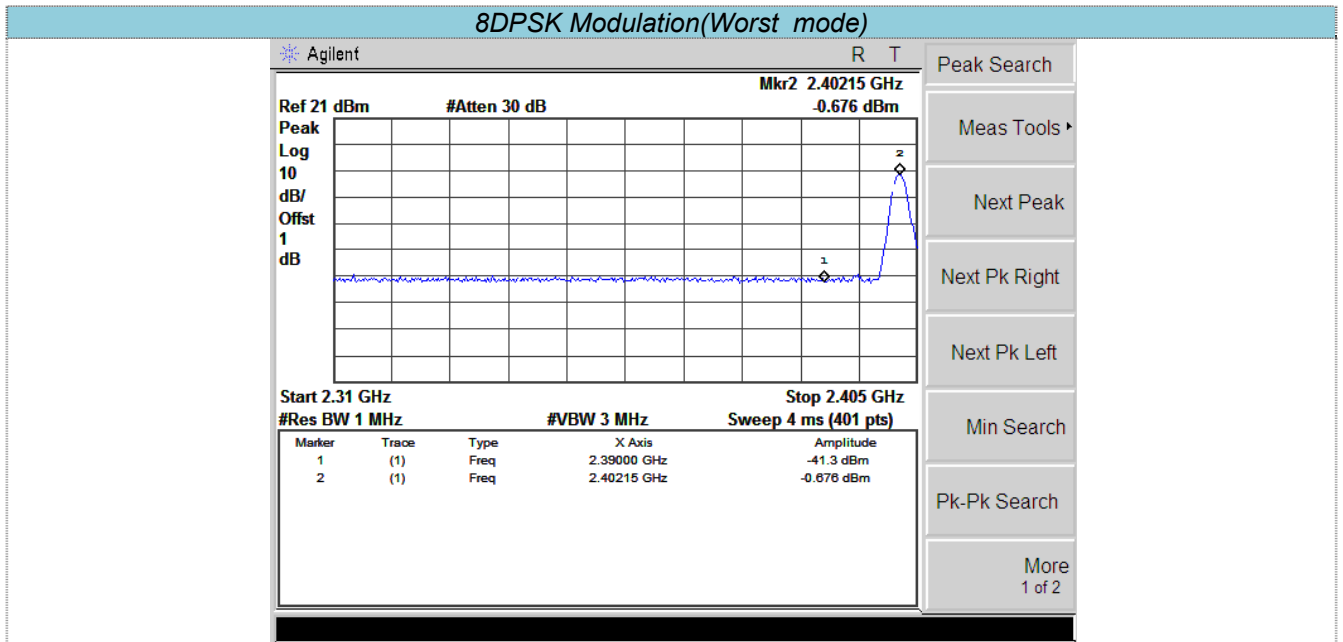 8DPSK Modulation(Worst mode)
Agilent R T
Mkr2 2.40215 GHz
Ref 21 dBm #Atten 30 dB -0.676 dBm
Peak
Log
10
dB/
Offst
1
dB
2
1
Start 2.31 GHz Stop 2.405 GHz
#Res BW 1 MHz #VBW 3 MHz Sweep 4 ms (401 pts)
Marker Trace Type X Axis Amplitude
1 (1) Freq 2.39000 GHz -41.3 dBm
2 (1) Freq 2.40215 GHz -0.676 dBm
Peak Search
Meas Tools
Next Peak
Next Pk Right
Next Pk Left
Min Search
Pk-Pk Search
More
1 of 2